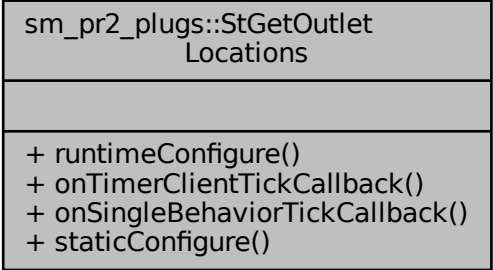 sm_pr2_plugs::StGetOutlet
Locations
+ runtimeConfigure()
+ onTimerClientTickCallback()
+ onSingleBehaviorTickCallback()
+ staticConfigure()